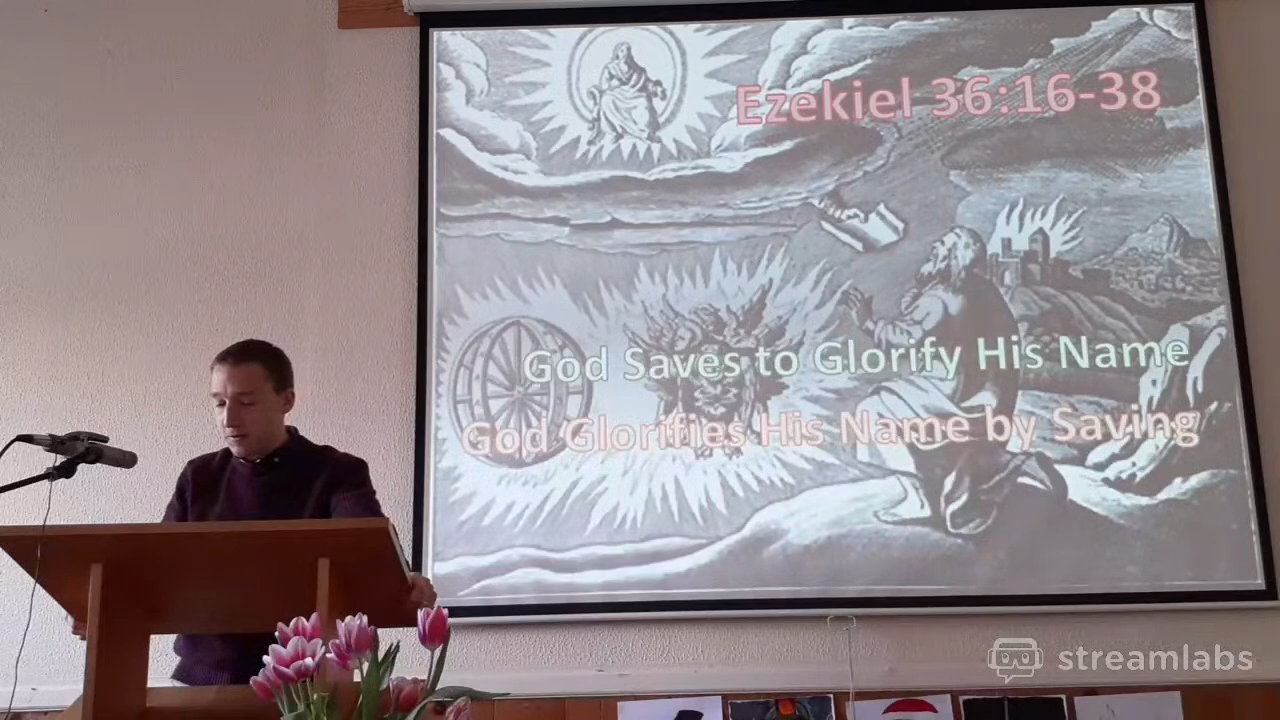 Ezekiel 36:16-38
God Saves to Glorify His Name
God Glorifies His Name by Saving
streamlabs